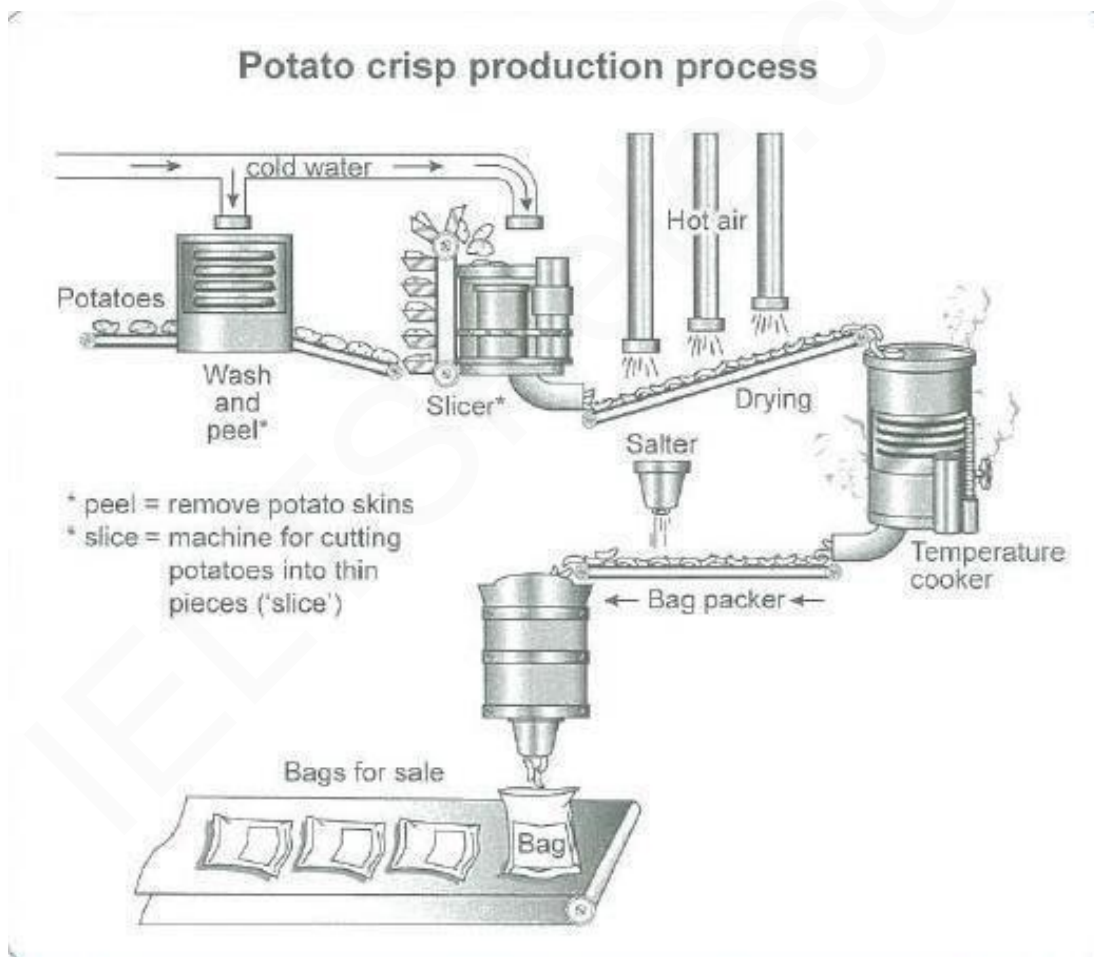 Potato crisp production process
cold water
Hot air
Potatoes
Wash
and
peel*
Slicer*
Drying
Salter
* peel = remove potato skins
* slice = machine for cutting
potatoes into thin
pieces (‘slice’)
Temperature
cooker
← Bag packer ←
Bags for sale
Bag